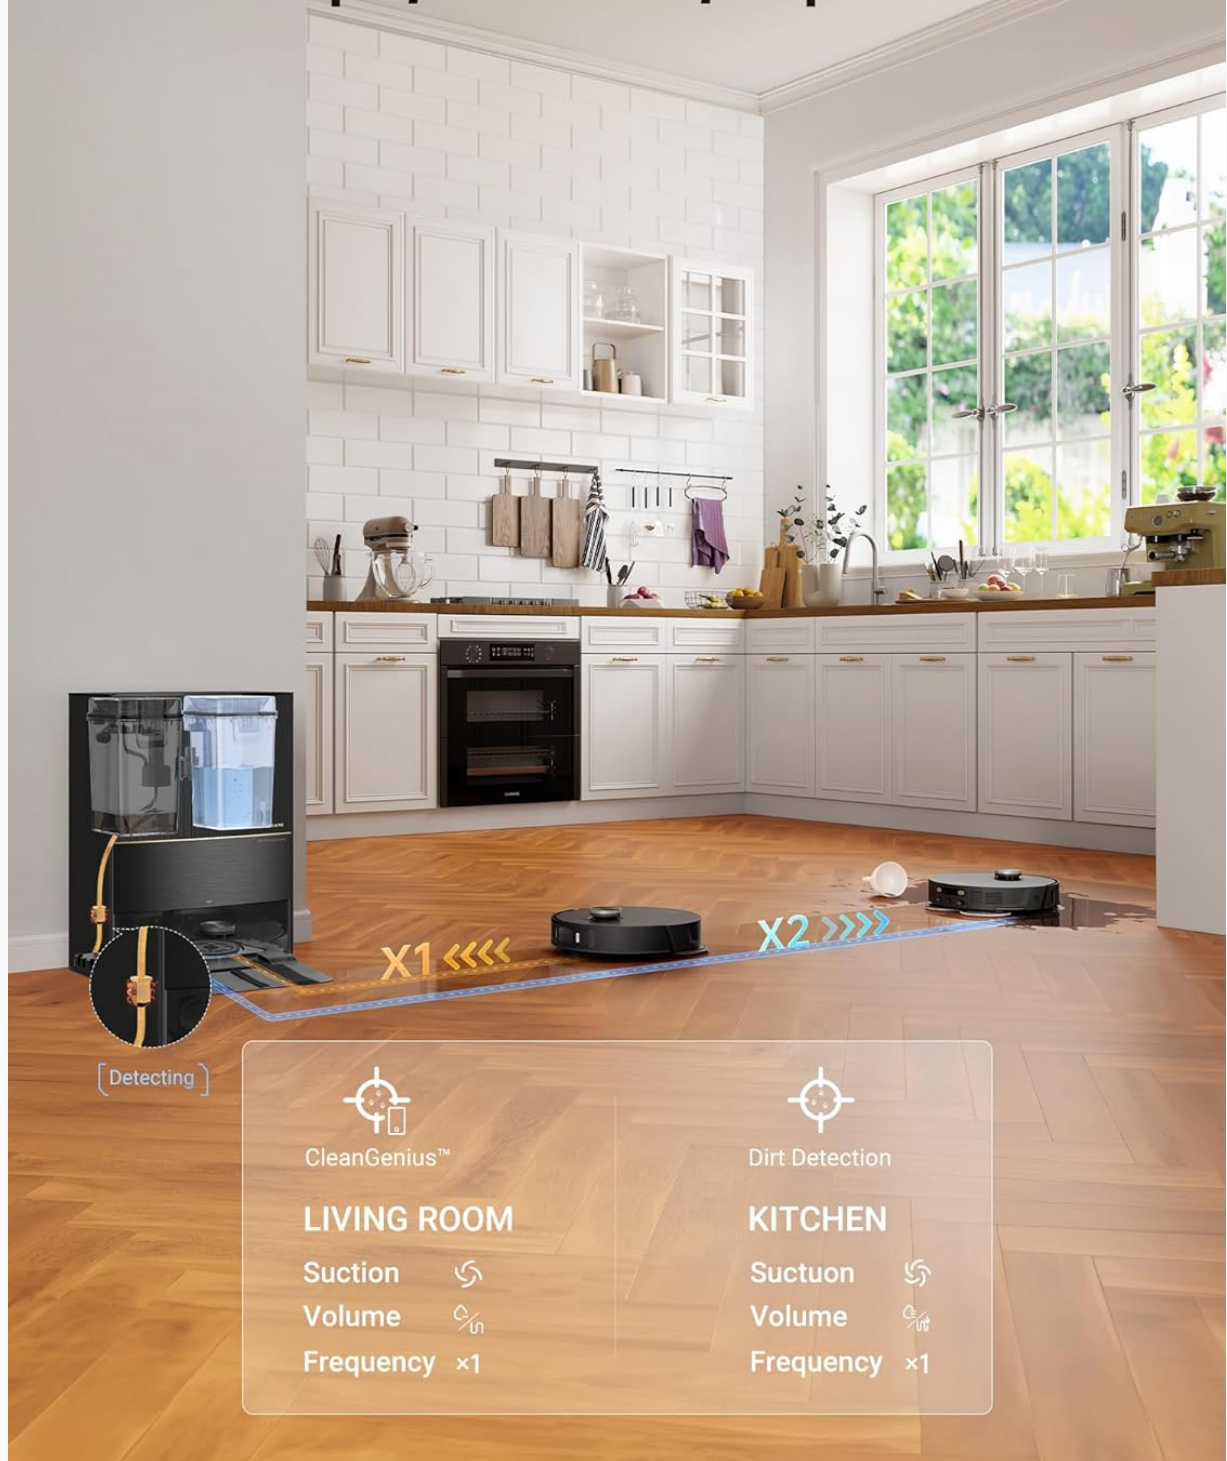 X1
X2
[Detecting]
CleanGenius™
Dirt Detection
LIVING ROOM
KITCHEN
Suction
Suctuon
Volume
Volume
Frequency ×1
Frequency ×1